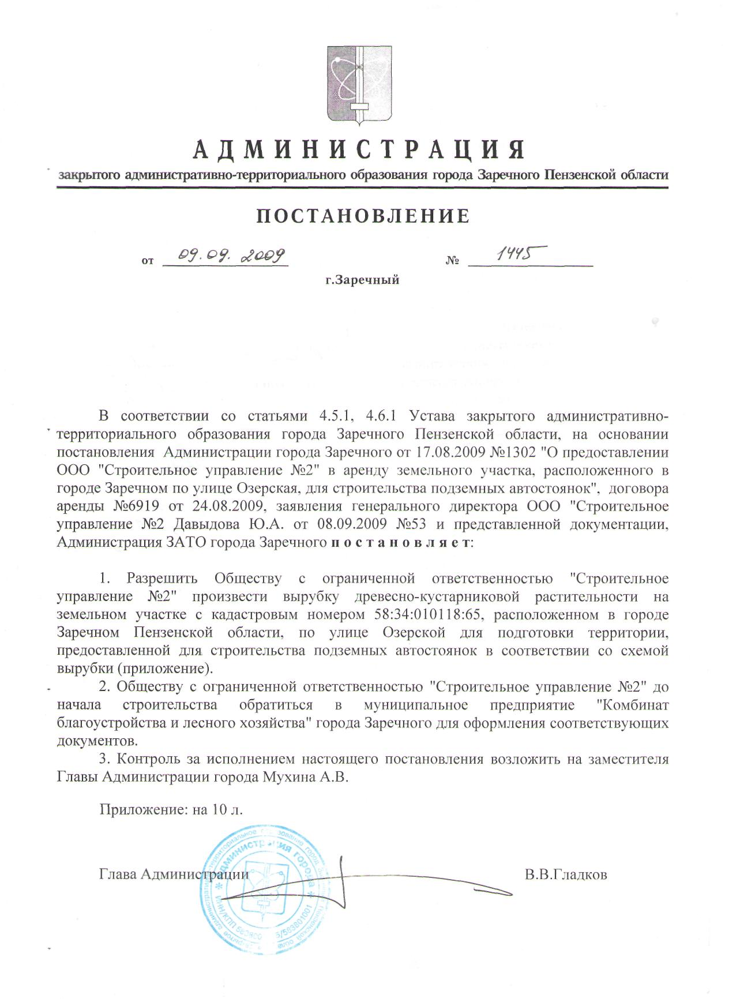 АДМИНИСТРАЦИЯ
закрытого административно-территориального образования города Заречного Пензенской области
ПОСТАНОВЛЕНИЕ
от 09.09. 2009 № 1445
г.Заречный
В соответствии со статьями 4.5.1, 4.6.1 Устава закрытого административно-
территориального образования города Заречного Пензенской области, на основании
постановления Администрации города Заречного от 17.08.2009 №1302 "О предоставлении
ООО "Строительное управление №2" в аренду земельного участка, расположенного в
городе Заречном по улице Озерская, для строительства подземных автостоянок", договора
аренды №6919 от 24.08.2009, заявления генерального директора ООО "Строительное
управление №2 Давыдова Ю.А. от 08.09.2009 №53 и представленной документации,
Администрация ЗАТО города Заречного п о с т а н о в л я е т:
1. Разрешить Обществу с ограниченной ответственностью "Строительное
управление №2" произвести вырубку древесно-кустарниковой растительности на
земельном участке с кадастровым номером 58:34:010118:65, расположенном в городе
Заречном Пензенской области, по улице Озерской для подготовки территории,
предоставленной для строительства подземных автостоянок в соответствии со схемой
вырубки (приложение).
2. Обществу с ограниченной ответственностью "Строительное управление №2" до
начала строительства обратиться в муниципальное предприятие "Комбинат
благоустройства и лесного хозяйства" города Заречного для оформления соответствующих
документов.
3. Контроль за исполнением настоящего постановления возложить на заместителя
Главы Администрации города Мухина А.В.
Приложение: на 10 л.
Глава Администрации В.В.Гладков
Администрация города
ИНН/КПП
/583801001